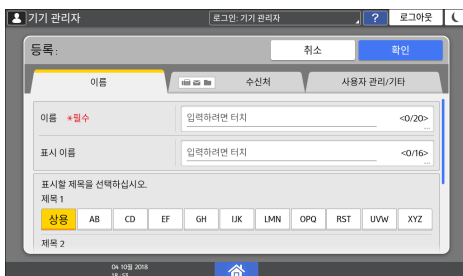 기기 관리자
로그인: 기기 관리자
?
로그아웃
등록:
취소
확인
이름
수신처
사용자 관리/기타
이름 *필수
입력하려면 터치
<0/20>
...
표시 이름
입력하려면 터치
<0/16>
...
표시할 제목을 선택하십시오.
제목 1
상용 AB CD EF GH IJK LMN OPQ RST UVW XYZ
제목 2
04 10월 2018